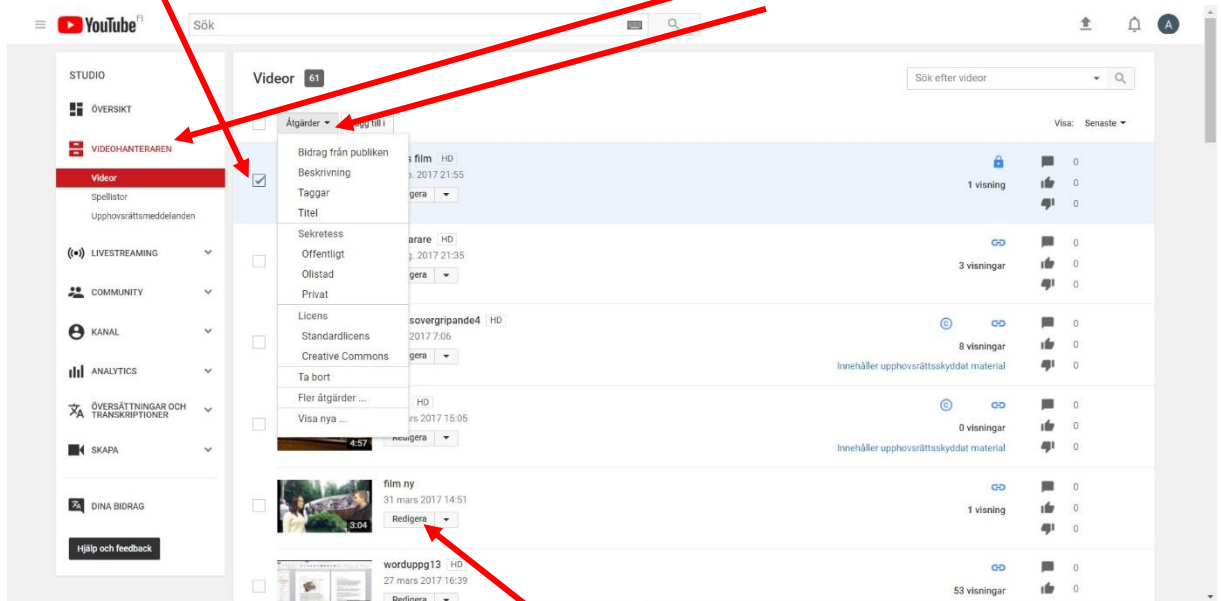 YouTube FI
Sök
A
STUDIO
Videor 61
Sök efter videor
ÖVERSIKT
Åtgärder
till i
Visa: Senaste
VIDEOHANTERAREN
Videor
Spellistor
Upphovsrättsmeddelanden
LIVESTREAMING
COMMUNITY
KANAL
ANALYTICS
ÖVERSÄTTNINGAR OCH
TRANSKRIPTIONER
SKAPA
DINA BIDRAG
Hjälp och feedback
Bidrag från publiken
Beskrivning
Taggar
Titel
Sekretess
Offentligt
Olistad
Privat
Licens
Standardlicens
Creative Commons
Ta bort
Fler åtgärder ...
Visa nya ...
film HD
2017 21:55
1 visning
0
0
0
HD
2017 21:35
3 visningar
0
0
0
sovergripande4 HD
2017 7:06
8 visningar
Innehåller upphovsrättsskyddat material
0
0
0
HD
2017 15:05
4:57
Redigera
0 visningar
Innehåller upphovsrättsskyddat material
0
0
0
film ny
31 mars 2017 14:51
3:04
Redigera
1 visning
0
0
0
worduppg13 HD
27 mars 2017 16:39
Redigera
53 visningar
0
0